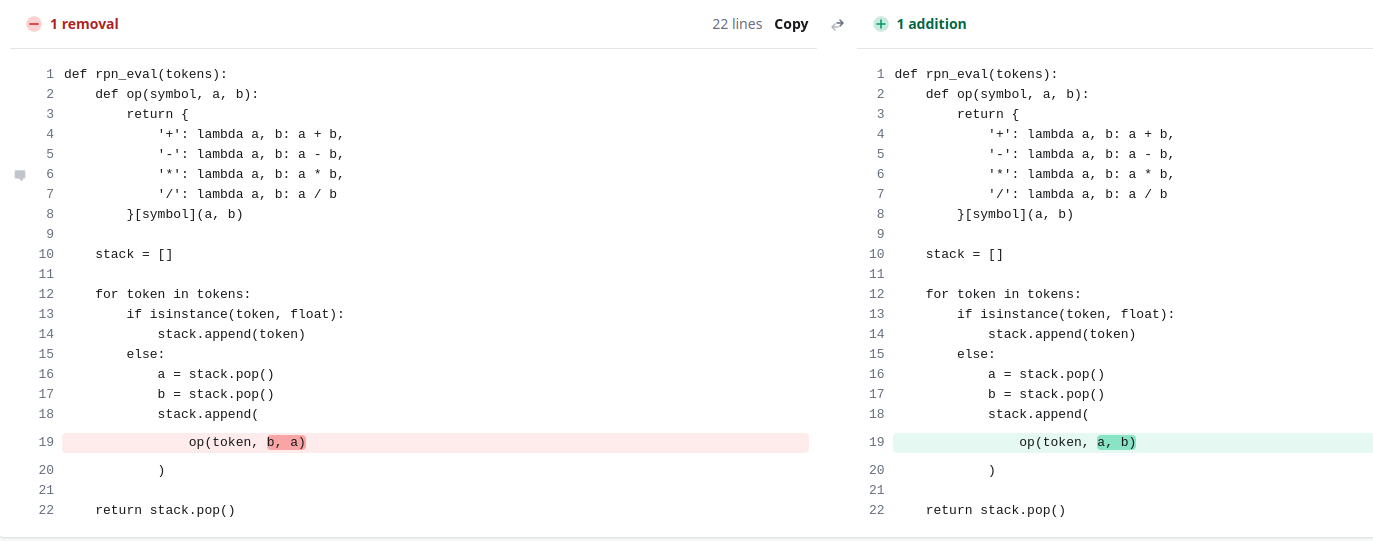 1 removal
22 lines Copy
1 def rpn_eval(tokens):
2     def op(symbol, a, b):
3         return {
4             '+': lambda a, b: a + b,
5             '-': lambda a, b: a - b,
6             '*': lambda a, b: a * b,
7             '/': lambda a, b: a / b
8         }[symbol](a, b)
9
10     stack = []
11
12     for token in tokens:
13         if isinstance(token, float):
14             stack.append(token)
15         else:
16             a = stack.pop()
17             b = stack.pop()
18             stack.append(
19                 op(token, b, a)
20             )
21
22     return stack.pop()
1 addition
1 def rpn_eval(tokens):
2     def op(symbol, a, b):
3         return {
4             '+': lambda a, b: a + b,
5             '-': lambda a, b: a - b,
6             '*': lambda a, b: a * b,
7             '/': lambda a, b: a / b
8         }[symbol](a, b)
9
10     stack = []
11
12     for token in tokens:
13         if isinstance(token, float):
14             stack.append(token)
15         else:
16             a = stack.pop()
17             b = stack.pop()
18             stack.append(
19                 op(token, a, b)
20             )
21
22     return stack.pop()